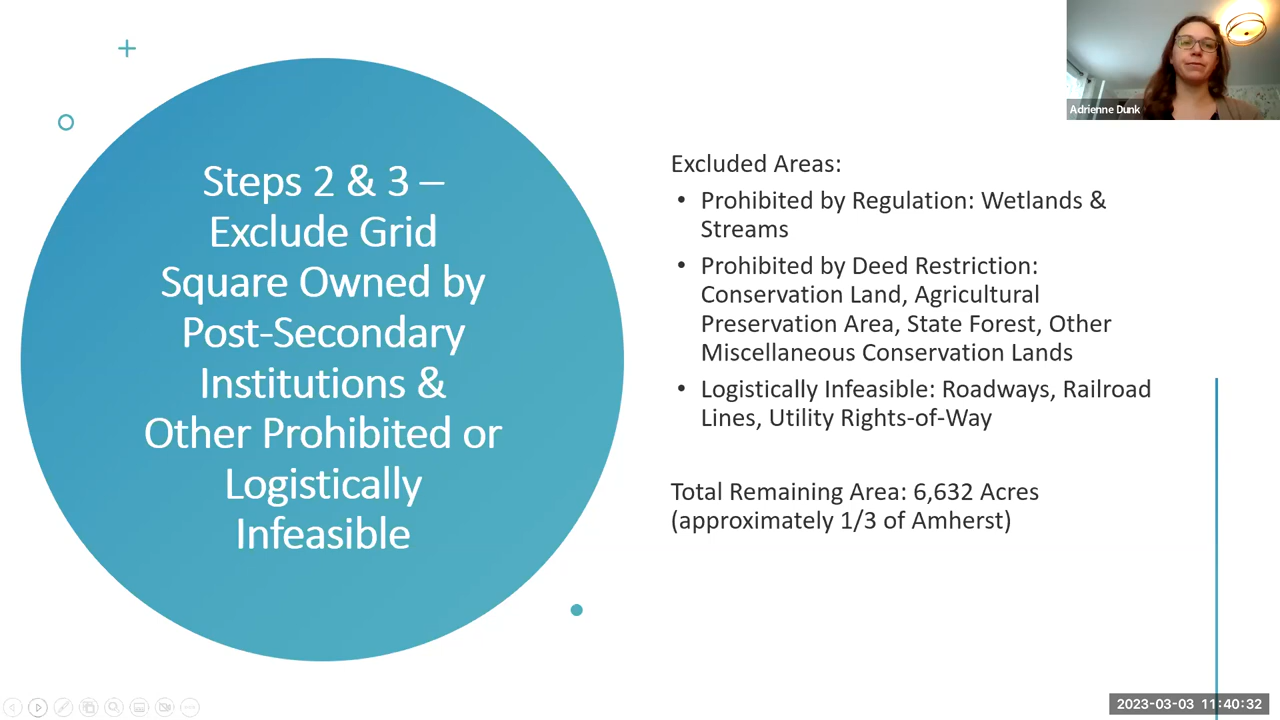 Steps 2 & 3 –
Exclude Grid
Square Owned by
Post-Secondary
Institutions &
Other Prohibited or
Logistically
Infeasible
Adrienne Dunk
Excluded Areas:
• Prohibited by Regulation: Wetlands &
Streams
• Prohibited by Deed Restriction:
Conservation Land, Agricultural
Preservation Area, State Forest, Other
Miscellaneous Conservation Lands
• Logistically Infeasible: Roadways, Railroad
Lines, Utility Rights-of-Way
Total Remaining Area: 6,632 Acres
(approximately 1/3 of Amherst)
2023-03-03 11:40:32